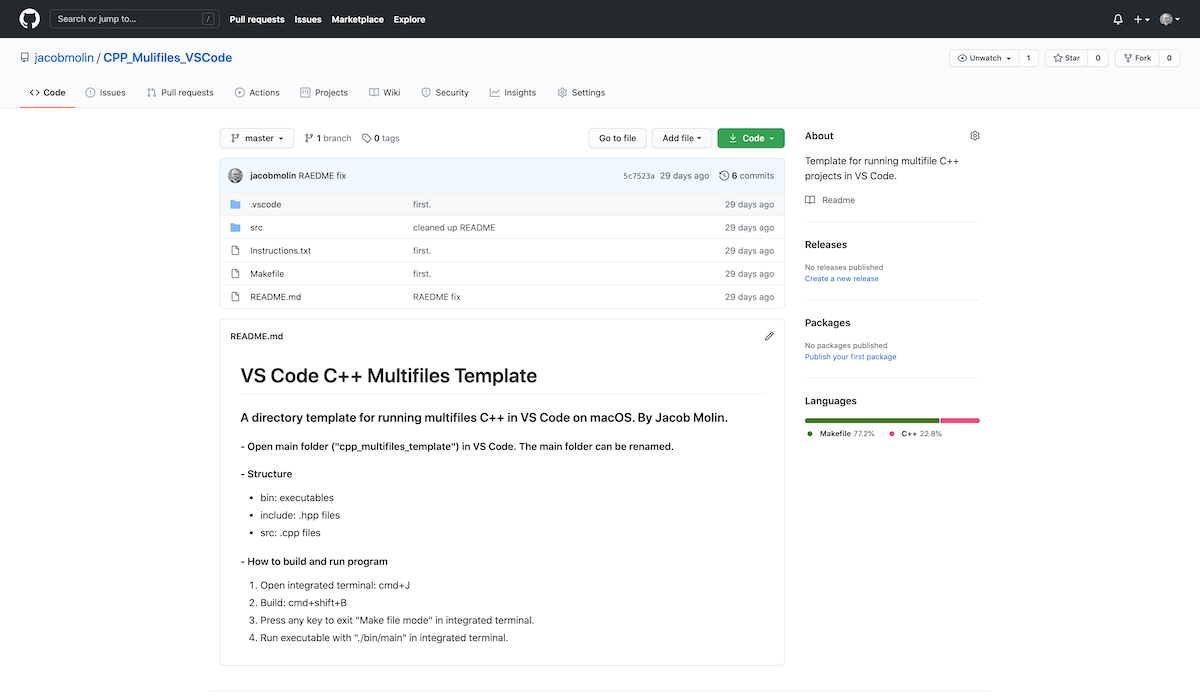 Search or jump to... /
Pull requests Issues Marketplace Explore
jacobmolin / CPP_Mulifiles_VSCode
Unwatch 1 Star 0 Fork 0
Code Issues Pull requests Actions Projects Wiki Security Insights Settings
master 1 branch 0 tags
Go to file Add file Code
jacobmolin RAEDME fix 5c7523a 29 days ago 6 commits
.vscode first. 29 days ago
src cleaned up README 29 days ago
Instructions.txt first. 29 days ago
Makefile first. 29 days ago
README.md RAEDME fix 29 days ago
README.md
VS Code C++ Multifiles Template
A directory template for running multifiles C++ in VS Code on macOS. By Jacob Molin.
- Open main folder ("cpp_multifiles_template") in VS Code. The main folder can be renamed.
- Structure
• bin: executables
• include: .hpp files
• src: .cpp files
- How to build and run program
1. Open integrated terminal: cmd+J
2. Build: cmd+shift+B
3. Press any key to exit "Make file mode" in integrated terminal.
4. Run executable with "./bin/main" in integrated terminal.
About
Template for running multifile C++
projects in VS Code.
Readme
Releases
No releases published
Create a new release
Packages
No packages published
Publish your first package
Languages
Makefile 77.2% C++ 22.8%